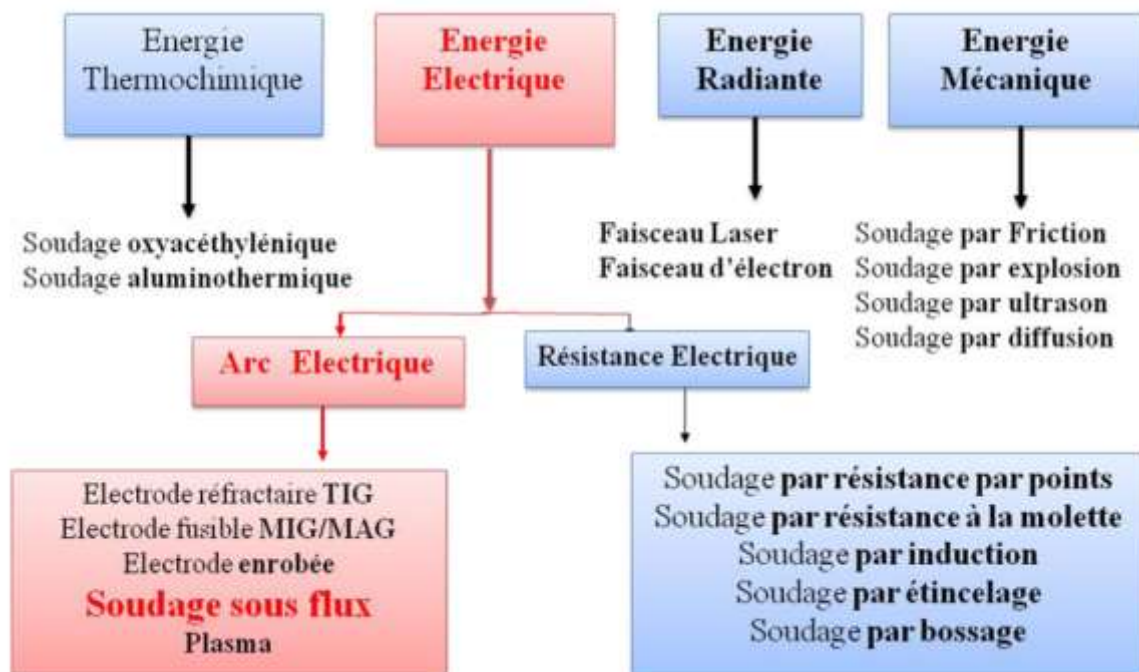 Energie
Thermochimique
Energie
Electrique
Energie
Radiante
Energie
Mécanique
Soudage oxyacéthylénique
Soudage aluminothermique
Faisceau Laser
Faisceau d'électron
Soudage par Friction
Soudage par explosion
Soudage par ultrason
Soudage par diffusion
Arc Electrique
Résistance Electrique
Electrode réfractaire TIG
Electrode fusible MIG/MAG
Electrode enrobée
Soudage sous flux
Plasma
Soudage par résistance par points
Soudage par résistance à la molette
Soudage par induction
Soudage par étincelage
Soudage par bossage